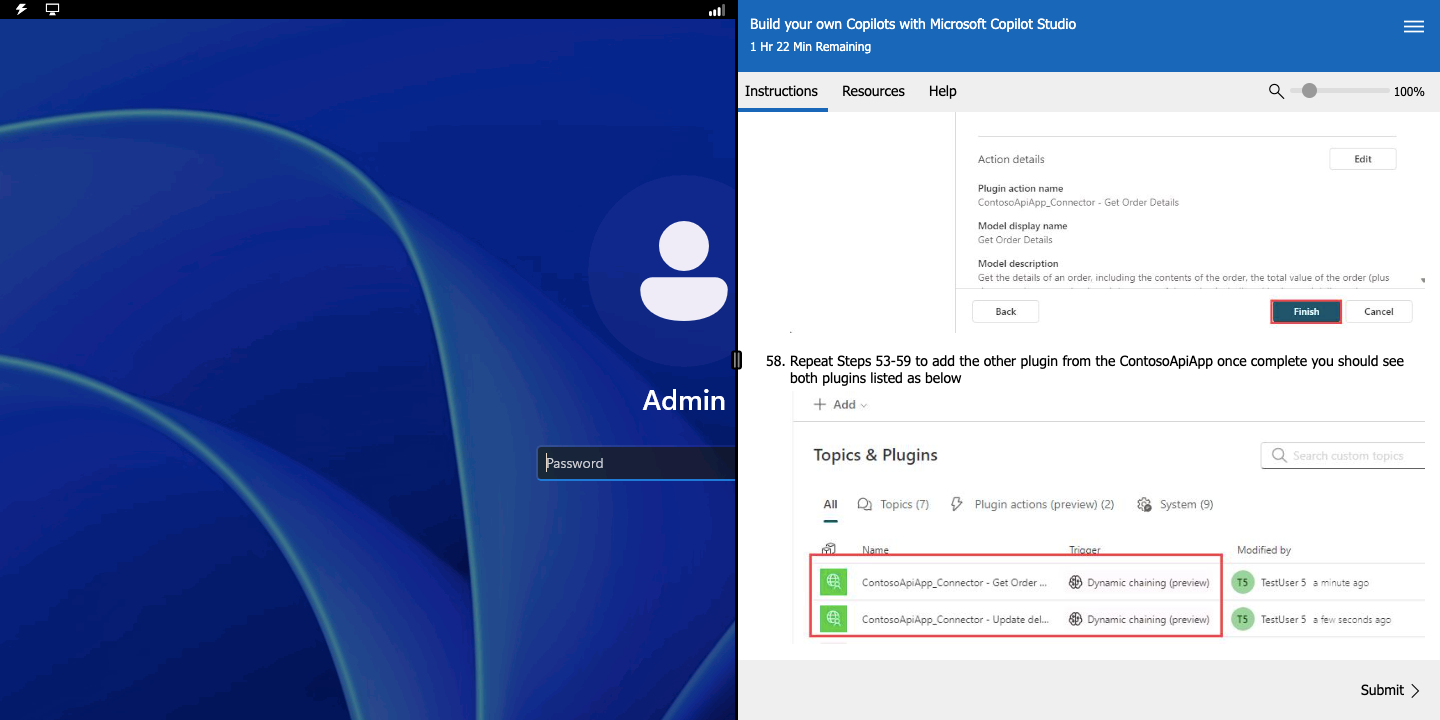 Admin
Password
Build your own Copilots with Microsoft Copilot Studio
1 Hr 22 Min Remaining
Instructions Resources Help 100%
Action details Edit
Plugin action name
ContosoApiApp_Connector - Get Order Details
Model display name
Get Order Details
Model description
Get the details of an order, including the contents of the order, the total value of the order (plus
Back Finish Cancel
58. Repeat Steps 53-59 to add the other plugin from the ContosoApiApp once complete you should see
both plugins listed as below
+ Add
Topics & Plugins Search custom topics
All Topics (7) Plugin actions (preview) (2) System (9)
Name Trigger Modified by
ContosoApiApp_Connector - Get Order ... Dynamic chaining (preview) T5 TestUser 5 a minute ago
ContosoApiApp_Connector - Update del... Dynamic chaining (preview) T5 TestUser 5 a few seconds ago
Submit